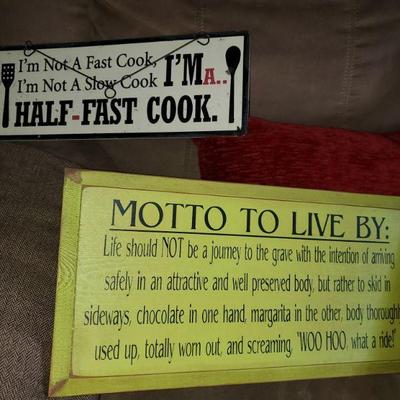 I'm Not A Fast Cook,
I'm Not A Slow Cook I'M A..
HALF-FAST COOK.
MOTTO TO LIVE BY:
Life should NOT be a journey to the grave with the intention of arriving
safely in an attractive and well preserved body, but rather to skid in
sideways, chocolate in one hand, margarita in the other, body thoroughly
used up, totally worn out, and screaming, "WOO HOO, what a ride!"